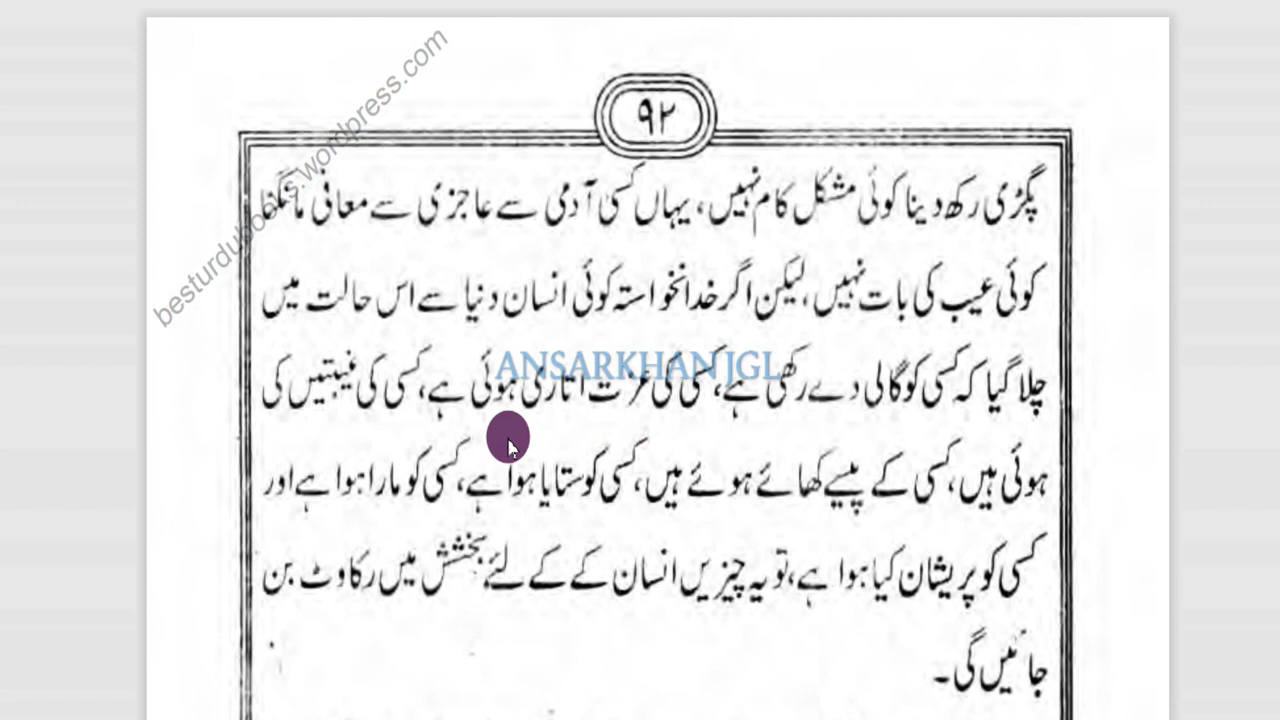 besturdubooks.wordpress.com
۹۲
پگڑی رکھ دینا کوئی مشکل کام نہیں، یہاں کسی آدمی سے عاجزی سے معافی مانگنا
کوئی عیب کی بات نہیں، لیکن اگر خدانخواستہ کوئی انسان دنیا سے اس حالت میں
ANSARKHAN JGL
چلا گیا کہ کسی کو گالی دے رکھی ہے، کسی کی عزت اتاری ہوئی ہے، کسی کی غیبتیں کی
ہوئی ہیں، کسی کے پیسے کھائے ہوئے ہیں، کسی کو ستایا ہوا ہے، کسی کو مارا ہوا ہے اور
کسی کو پریشان کیا ہوا ہے، تو یہ چیزیں انسان کے کے لئے بخشش میں رکاوٹ بن
جائیں گی۔